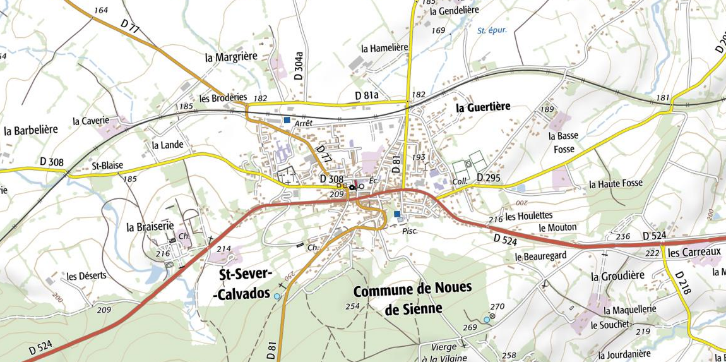 164
D 77
la Gendelière
169
St. épur.
la Hamelière
la Margrière
D 304a
D 81a
182
181
185
les Brodèries
182
la Guertière
189
la Caverie
la Barbelière
Arrêt
la Lande
la Basse
Fosse
D 77
D 81
193
D 308
St-Blaise
185
D 308
Éc
209
Coll.
D 295
la Haute Fosse
la Braiserie
Ch
216
214
Pisc.
Ch.
216
les Houlettes
le Mouton
D 524
236
D 524
222
les Carreaux
le Beauregard
les Déserts
209
200
St-Sever-
-Calvados
Commune de Noues
de Sienne
254
la Groudière
D 218
200
270
269
la Maquellerie
le Souchet
D 524
D 81
Vierge
à la Vilaine
258
la Jourdanière